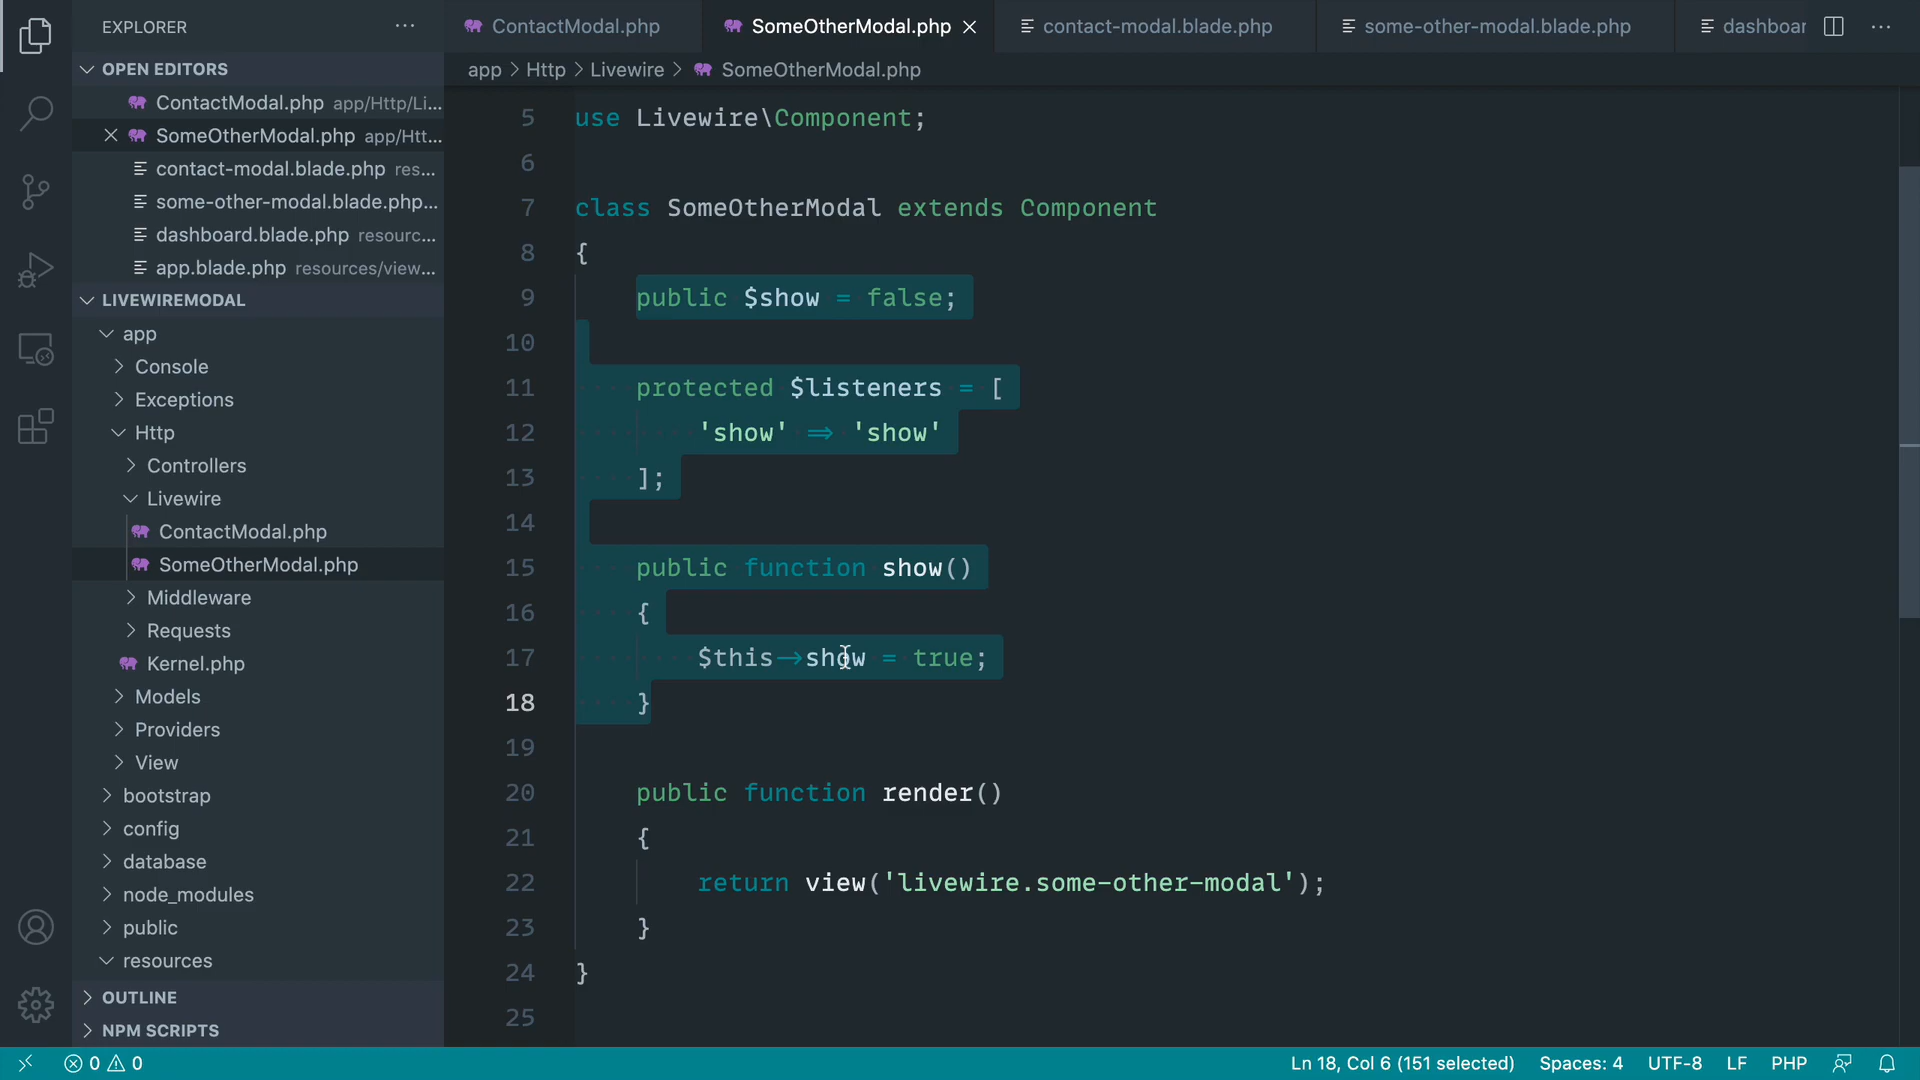 EXPLORER
OPEN EDITORS
ContactModal.php app/Http/Li...
SomeOtherModal.php app/Htt...
contact-modal.blade.php res...
some-other-modal.blade.php...
dashboard.blade.php resourc...
app.blade.php resources/view...
LIVEWIREMODAL
app
Console
Exceptions
Http
Controllers
Livewire
ContactModal.php
SomeOtherModal.php
Middleware
Requests
Kernel.php
Models
Providers
View
bootstrap
config
database
node_modules
public
resources
OUTLINE
NPM SCRIPTS
ContactModal.php
SomeOtherModal.php
contact-modal.blade.php
some-other-modal.blade.php
dashboar
app > Http > Livewire > SomeOtherModal.php
5 use Livewire\Component;
6
7 class SomeOtherModal extends Component
8 {
9 public $show = false;
10
11 protected $listeners = [
12 'show' => 'show'
13 ];
14
15 public function show()
16 {
17 $this->show = true;
18 }
19
20 public function render()
21 {
22 return view('livewire.some-other-modal');
23 }
24 }
25
0 0
Ln 18, Col 6 (151 selected) Spaces: 4 UTF-8 LF PHP